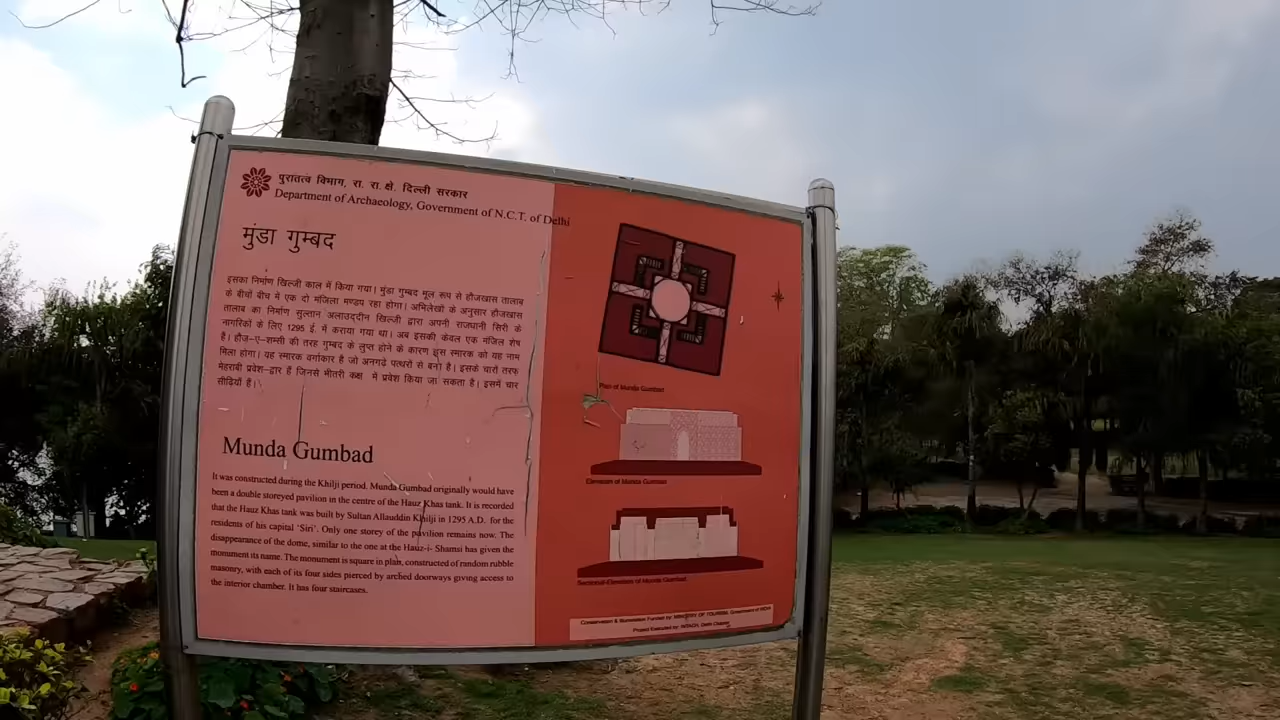 पुरातत्व विभाग, रा. रा. क्षे. दिल्ली सरकार
Department of Archaeology, Government of N.C.T. of Delhi
मुंडा गुम्बद
इसका निर्माण खिल्जी काल में किया गया। मुंडा गुम्बद मूल रूप से हौजखास तालाब
के बीचों बीच में एक दो मंजिला मण्डप रहा होगा। अभिलेखों के अनुसार हौजखास
तालाब का निर्माण सुल्तान अलाउद्दीन खिल्जी द्वारा अपनी राजधानी सिरी के
नागरिकों के लिए 1295 ई. में कराया गया था। अब इसकी केवल एक मंजिल शेष
है। हौज-ए-शम्सी की तरह गुम्बद के लुप्त होने के कारण इस स्मारक को यह नाम
मिला होगा। यह स्मारक वर्गाकार है जो अनगढ़े पत्थरों से बना है। इसके चारों तरफ
मेहराबी प्रवेश-द्वार हैं जिनसे भीतरी कक्ष में प्रवेश किया जा सकता है। इसमें चार
सीढ़ियाँ हैं।
Munda Gumbad
It was constructed during the Khilji period. Munda Gumbad originally would have
been a double storeyed pavilion in the centre of the Hauz Khas tank. It is recorded
that the Hauz Khas tank was built by Sultan Allauddin Khilji in 1295 A.D. for the
residents of his capital 'Siri'. Only one storey of the pavilion remains now. The
disappearance of the dome, similar to the one at the Hauz-i- Shamsi has given the
monument its name. The monument is square in plan, constructed of random rubble
masonry, with each of its four sides pierced by arched doorways giving access to
the interior chamber. It has four staircases.
Plan of Munda Gumbad
Elevation of Munda Gumbad
Sectional-Elevation of Munda Gumbad
Conservation & Illumination Funded by MINISTRY OF TOURISM, Government of INDIA
Project Executed by: INTACH, Delhi Chapter